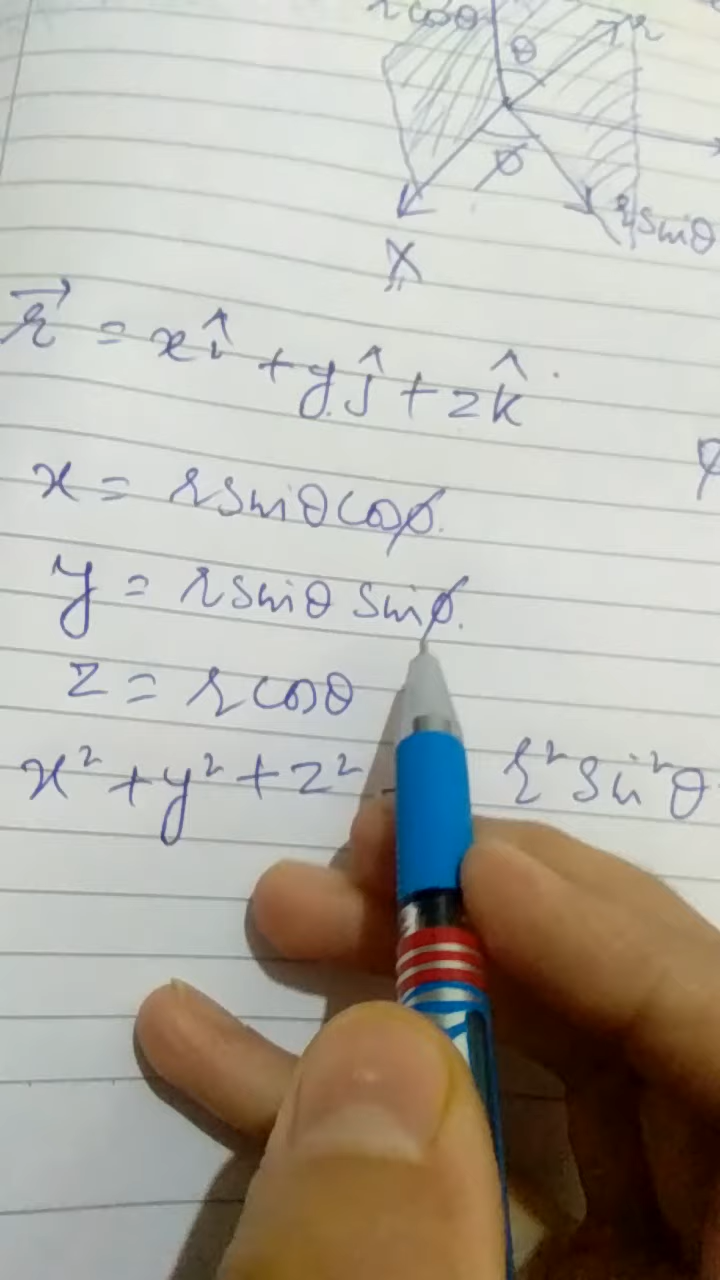 r cosθ
θ
r
ϕ
r sinθ
X
r⃗ = xî + yĵ + zk̂
x = r sinθ cosϕ.
y = r sinθ sinϕ.
z = r cosθ
x² + y² + z² r² sin²θ